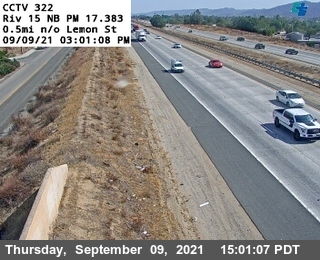 CCTV 322
Riv 15 NB PM 17.383
0.5mi n/o Lemon St
09/09/21 03:01:08 PM
Thursday, September 09, 2021 15:01:07 PDT